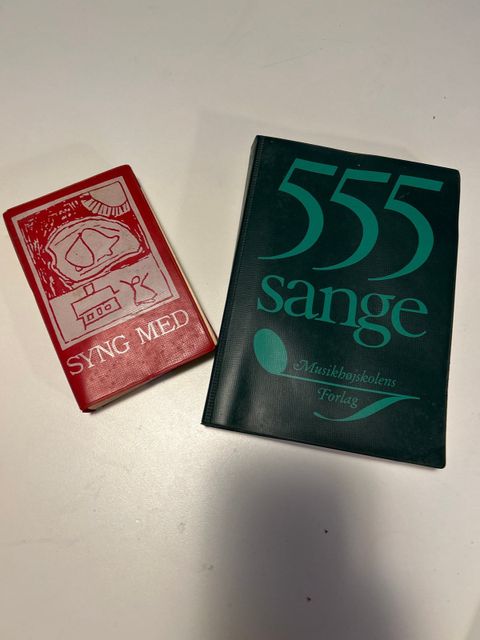 SYNG MED
555
sange
Musikhøjskolens
Forlag